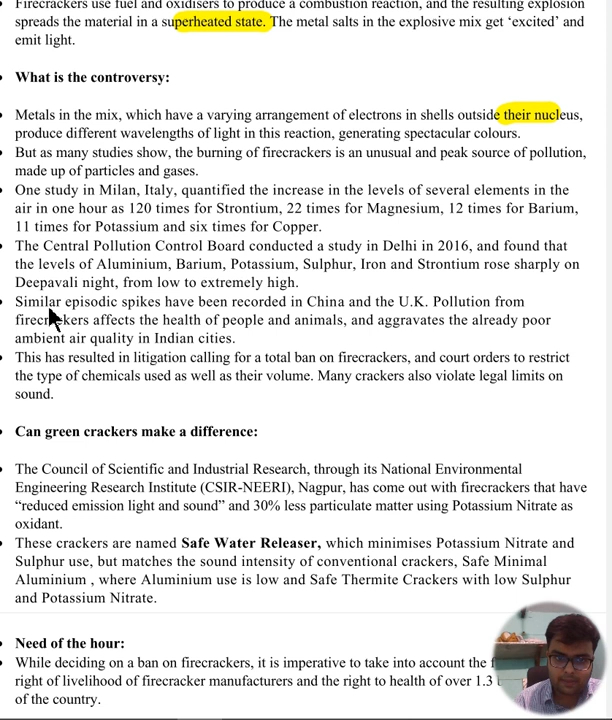 Firecrackers use fuel and oxidisers to produce a combustion reaction, and the resulting explosion
spreads the material in a superheated state. The metal salts in the explosive mix get ‘excited’ and
emit light.
What is the controversy:
Metals in the mix, which have a varying arrangement of electrons in shells outside their nucleus,
produce different wavelengths of light in this reaction, generating spectacular colours.
But as many studies show, the burning of firecrackers is an unusual and peak source of pollution,
made up of particles and gases.
One study in Milan, Italy, quantified the increase in the levels of several elements in the
air in one hour as 120 times for Strontium, 22 times for Magnesium, 12 times for Barium,
11 times for Potassium and six times for Copper.
The Central Pollution Control Board conducted a study in Delhi in 2016, and found that
the levels of Aluminium, Barium, Potassium, Sulphur, Iron and Strontium rose sharply on
Deepavali night, from low to extremely high.
Similar episodic spikes have been recorded in China and the U.K. Pollution from
firecrackers affects the health of people and animals, and aggravates the already poor
ambient air quality in Indian cities.
This has resulted in litigation calling for a total ban on firecrackers, and court orders to restrict
the type of chemicals used as well as their volume. Many crackers also violate legal limits on
sound.
Can green crackers make a difference:
The Council of Scientific and Industrial Research, through its National Environmental
Engineering Research Institute (CSIR-NEERI), Nagpur, has come out with firecrackers that have
“reduced emission light and sound” and 30% less particulate matter using Potassium Nitrate as
oxidant.
These crackers are named Safe Water Releaser, which minimises Potassium Nitrate and
Sulphur use, but matches the sound intensity of conventional crackers, Safe Minimal
Aluminium , where Aluminium use is low and Safe Thermite Crackers with low Sulphur
and Potassium Nitrate.
Need of the hour:
While deciding on a ban on firecrackers, it is imperative to take into account the
right of livelihood of firecracker manufacturers and the right to health of over 1.3
of the country.